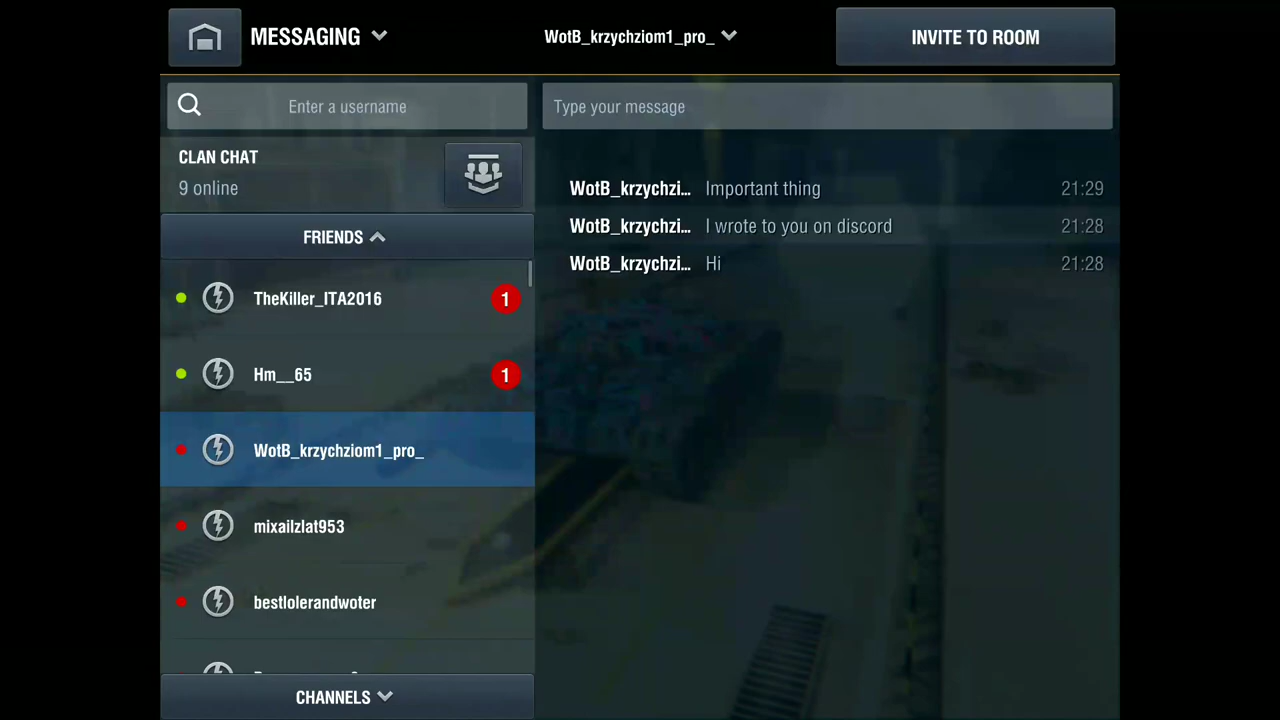 MESSAGING
WotB_krzychziom1_pro_
INVITE TO ROOM
Enter a username
Type your message
CLAN CHAT
9 online
FRIENDS
TheKiller_ITA2016 1
Hm__65 1
WotB_krzychziom1_pro_
mixailzlat953
bestlolerandwoter
CHANNELS
WotB_krzychzi... Important thing 21:29
WotB_krzychzi... I wrote to you on discord 21:28
WotB_krzychzi... Hi 21:28